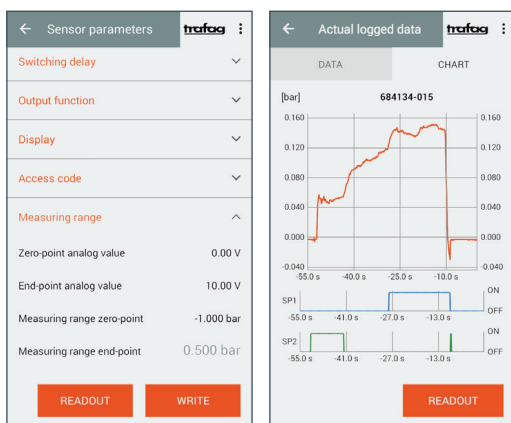 Sensor parameters
trafag
Switching delay
Output function
Display
Access code
Measuring range
Zero-point analog value 0.00 V
End-point analog value 10.00 V
Measuring range zero-point -1.000 bar
Measuring range end-point 0.500 bar
READOUT WRITE
Actual logged data
trafag
DATA CHART
[bar] 684134-015
0.160 0.160
0.120 0.120
0.080 0.080
0.040 0.040
0.000 0.000
-0.040 -0.040
-55.0 s -40.0 s -25.0 s -10.0 s
ON
SP1
OFF
-55.0 s -41.0 s -27.0 s -13.0 s
ON
SP2
OFF
-55.0 s -41.0 s -27.0 s -13.0 s
READOUT